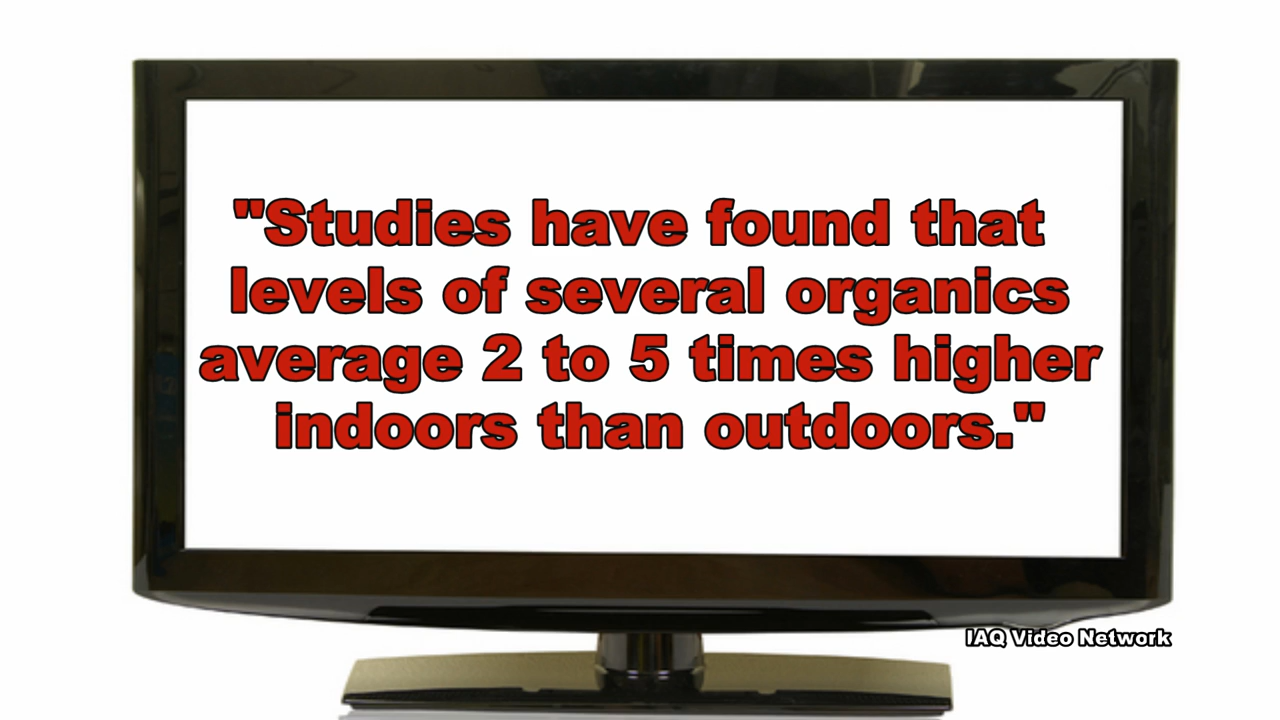 "Studies have found that
levels of several organics
average 2 to 5 times higher
indoors than outdoors."
IAQ Video Network